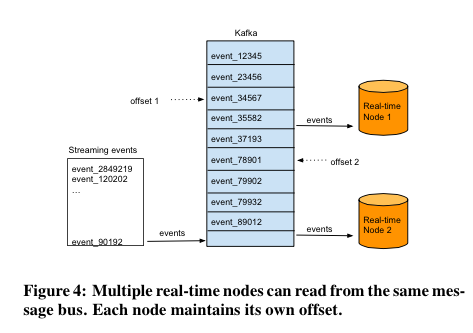 Kafka
event_12345
event_23456
offset 1
event_34567
Real-time
Node 1
event_35582
events
event_37193
Streaming events
event_78901
offset 2
event_2849219
event_120202
...
event_79902
event_79932
event_89012
Real-time
Node 2
event_90192
events
events
Figure 4: Multiple real-time nodes can read from the same mes-
sage bus. Each node maintains its own offset.